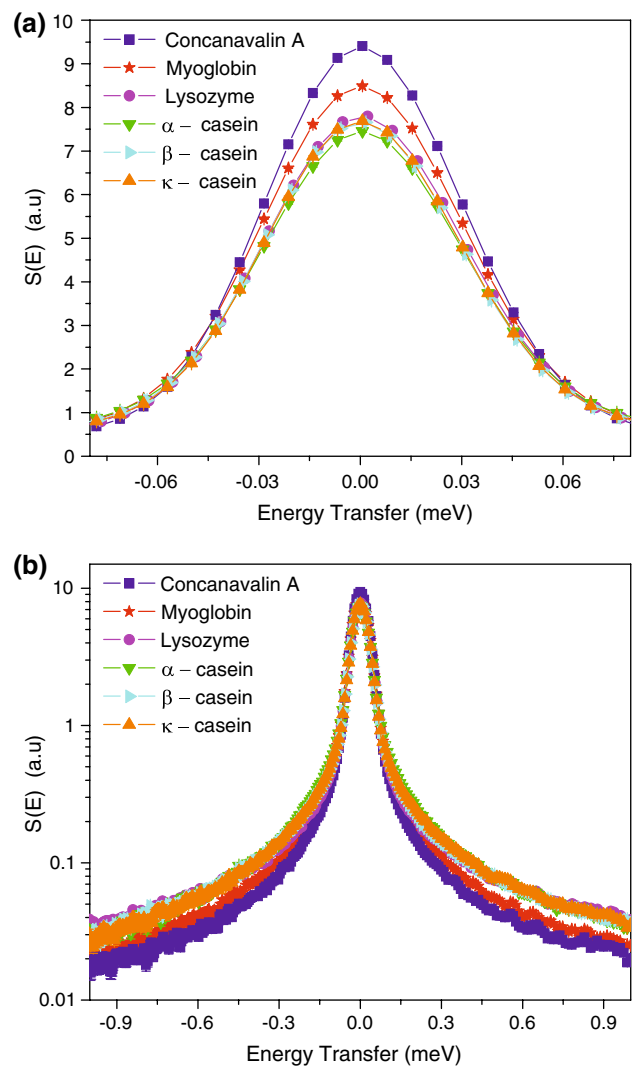 (a)
10
9
8
7
6
5
4
3
2
1
0
S(E) (a.u)
Concanavalin A
Myoglobin
Lysozyme
α – casein
β – casein
κ – casein
-0.06 -0.03 0.00 0.03 0.06
Energy Transfer (meV)
(b)
10
1
0.1
0.01
S(E) (a.u)
Concanavalin A
Myoglobin
Lysozyme
α – casein
β – casein
κ – casein
-0.9 -0.3 0.0 0.3 0.6 0.9
Energy Transfer (meV)